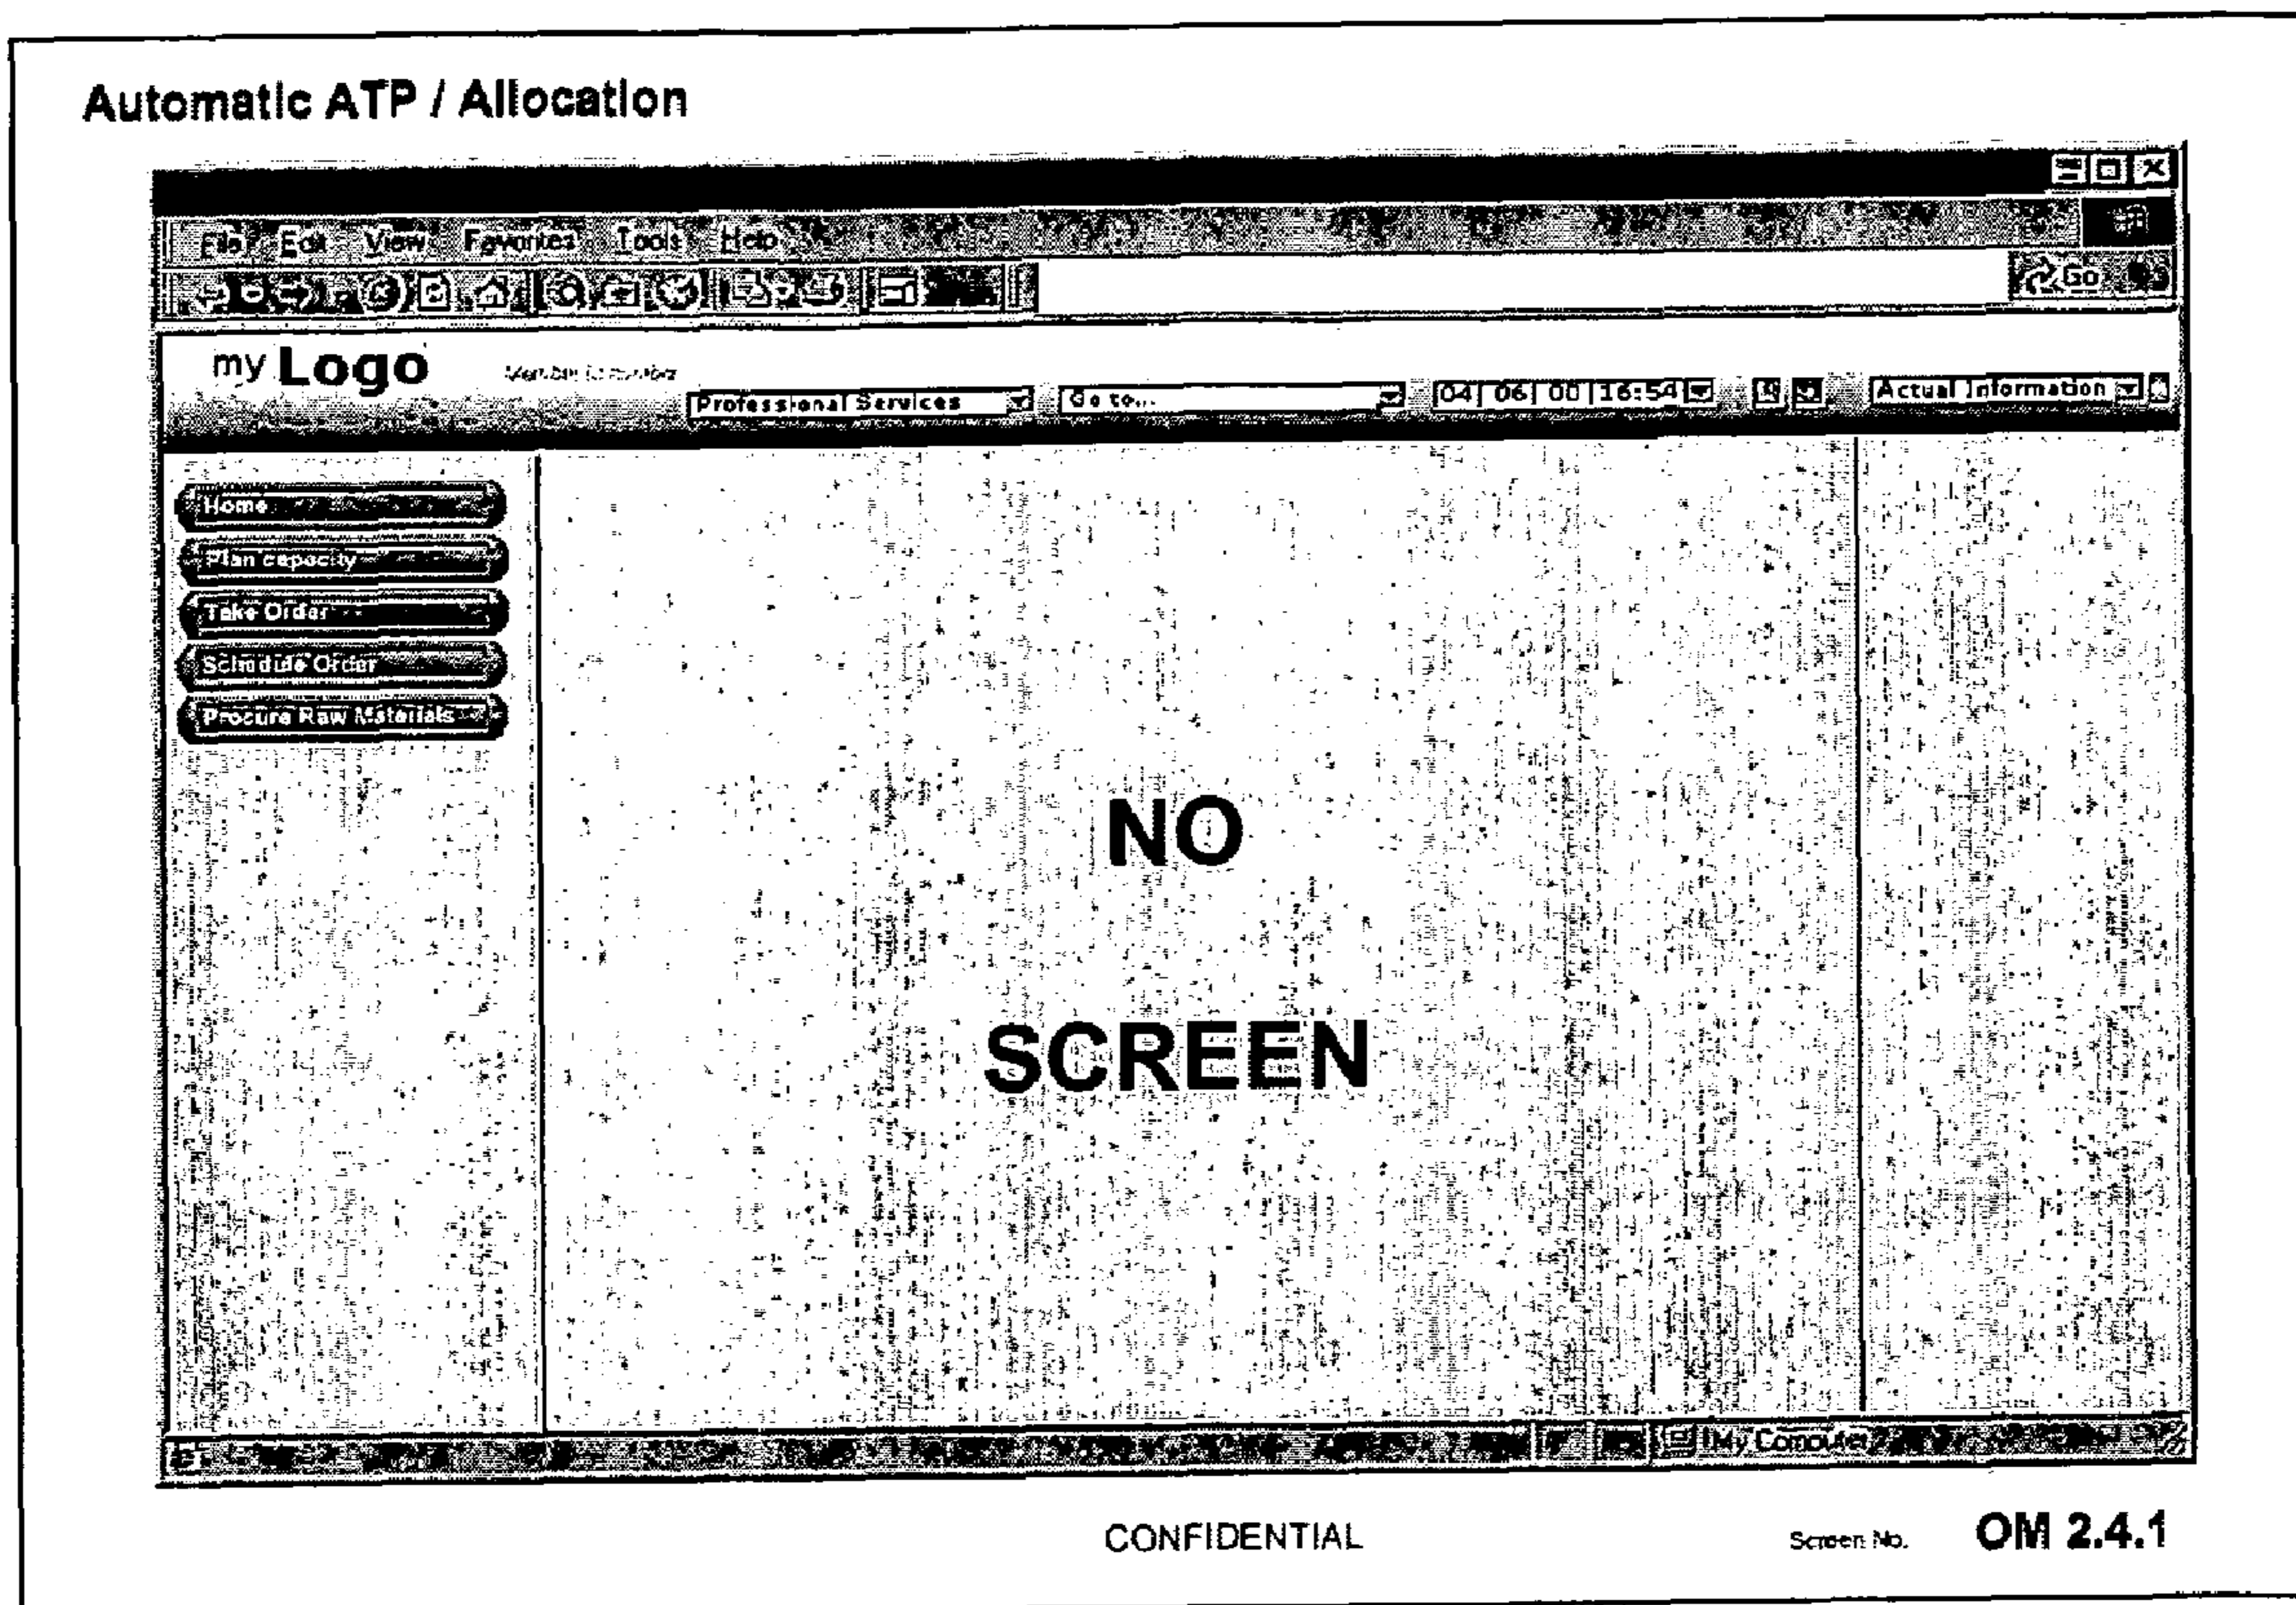 Automatic ATP / Allocation
File Edit View Favorites Tools Help
Go
my Logo
Professional Services Go to... 04 06 00 16:54 Actual Information
Home
Plan capacity
Take Order
Schedule Order
Procure Raw Materials
NO
SCREEN
My Computer
CONFIDENTIAL
Screen No. OM 2.4.1